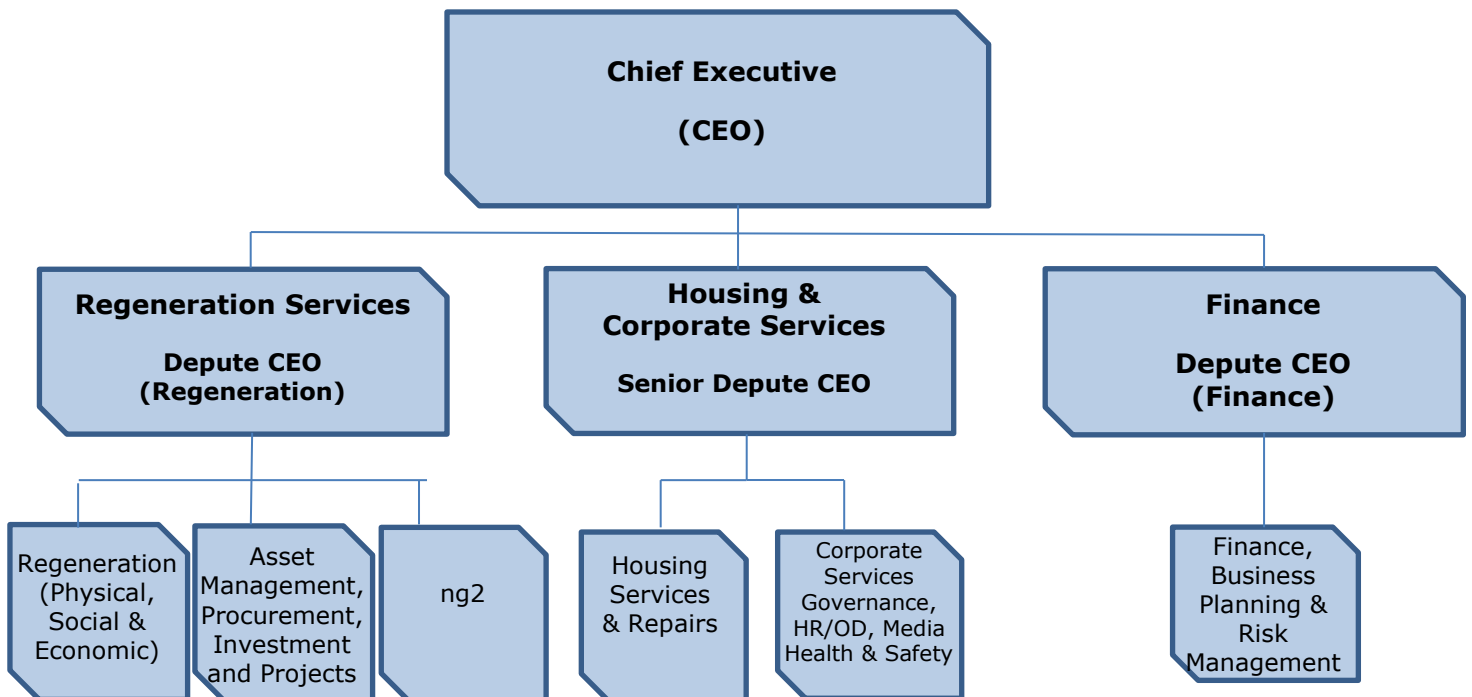 Chief Executive
(CEO)
Regeneration Services
Depute CEO
(Regeneration)
Housing &
Corporate Services
Senior Depute CEO
Finance
Depute CEO
(Finance)
Regeneration
(Physical,
Social &
Economic)
Asset
Management,
Procurement,
Investment
and Projects
ng2
Housing
Services
& Repairs
Corporate
Services
Governance,
HR/OD, Media
Health & Safety
Finance,
Business
Planning &
Risk
Management